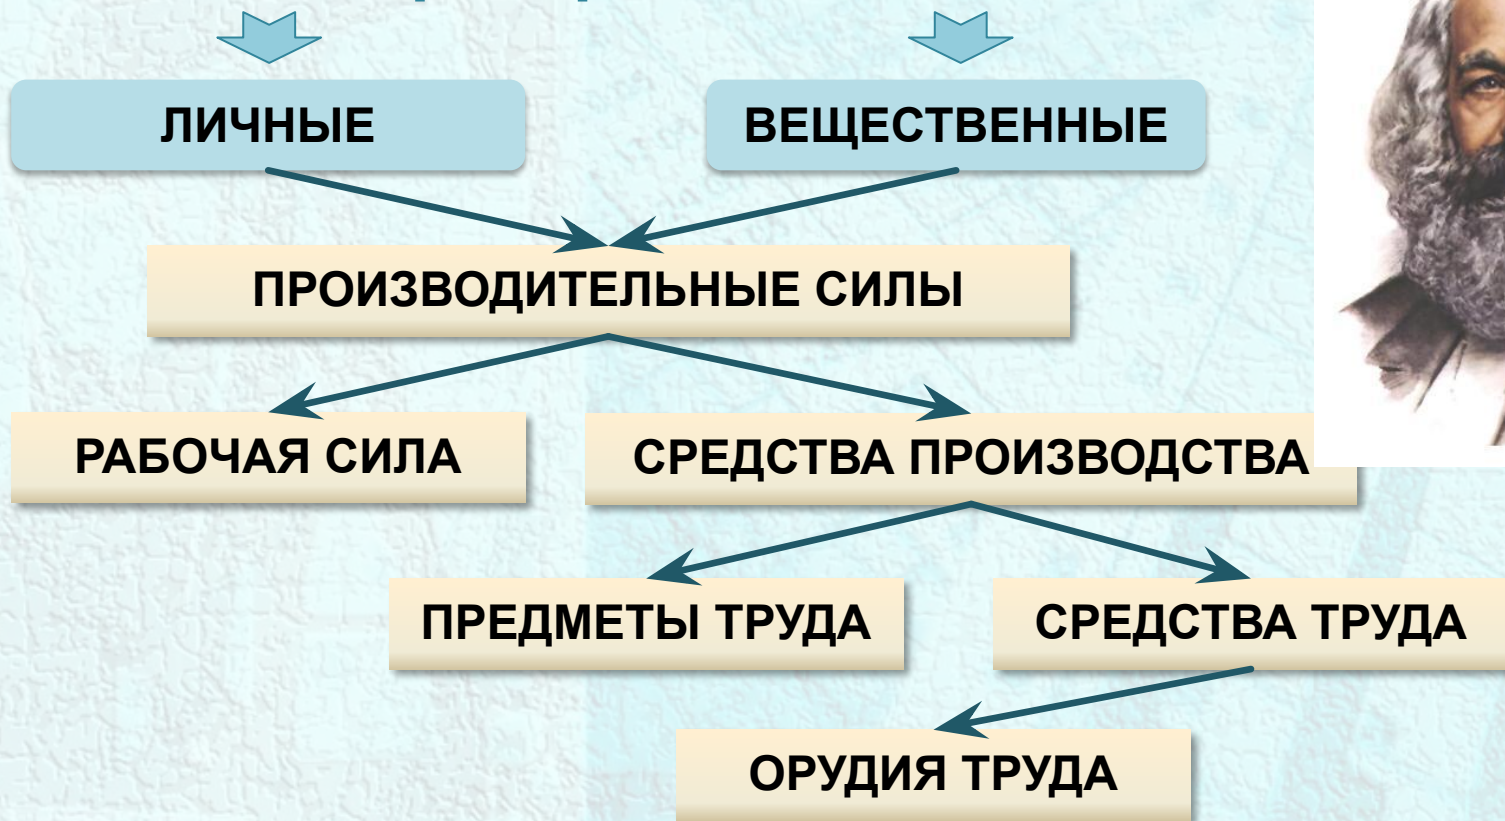 ЛИЧНЫЕ
ВЕЩЕСТВЕННЫЕ
ПРОИЗВОДИТЕЛЬНЫЕ СИЛЫ
РАБОЧАЯ СИЛА
СРЕДСТВА ПРОИЗВОДСТВА
ПРЕДМЕТЫ ТРУДА
СРЕДСТВА ТРУДА
ОРУДИЯ ТРУДА